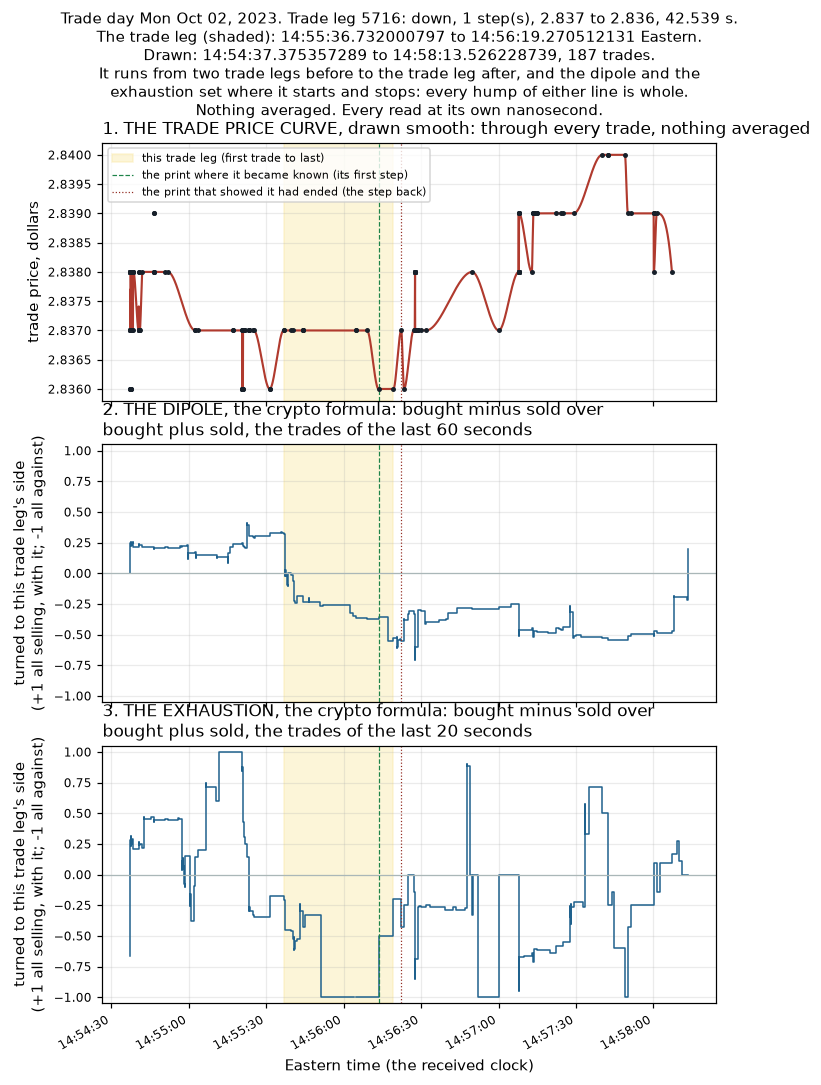 Trade day Mon Oct 02, 2023. Trade leg 5716: down, 1 step(s), 2.837 to 2.836, 42.539 s.
The trade leg (shaded): 14:55:36.732000797 to 14:56:19.270512131 Eastern.
Drawn: 14:54:37.375357289 to 14:58:13.526228739, 187 trades.
It runs from two trade legs before to the trade leg after, and the dipole and the
exhaustion set where it starts and stops: every hump of either line is whole.
Nothing averaged. Every read at its own nanosecond.
1. THE TRADE PRICE CURVE, drawn smooth: through every trade, nothing averaged
this trade leg (first trade to last)
the print where it became known (its first step)
the print that showed it had ended (the step back)
trade price, dollars
2.8400
2.8395
2.8390
2.8385
2.8380
2.8375
2.8370
2.8365
2.8360
2. THE DIPOLE, the crypto formula: bought minus sold over
bought plus sold, the trades of the last 60 seconds
turned to this trade leg's side
(+1 all selling, with it; -1 all against)
1.00
0.75
0.50
0.25
0.00
−0.25
−0.50
−0.75
−1.00
3. THE EXHAUSTION, the crypto formula: bought minus sold over
bought plus sold, the trades of the last 20 seconds
turned to this trade leg's side
(+1 all selling, with it; -1 all against)
1.00
0.75
0.50
0.25
0.00
−0.25
−0.50
−0.75
−1.00
14:54:30
14:55:00
14:55:30
14:56:00
14:56:30
14:57:00
14:57:30
14:58:00
Eastern time (the received clock)